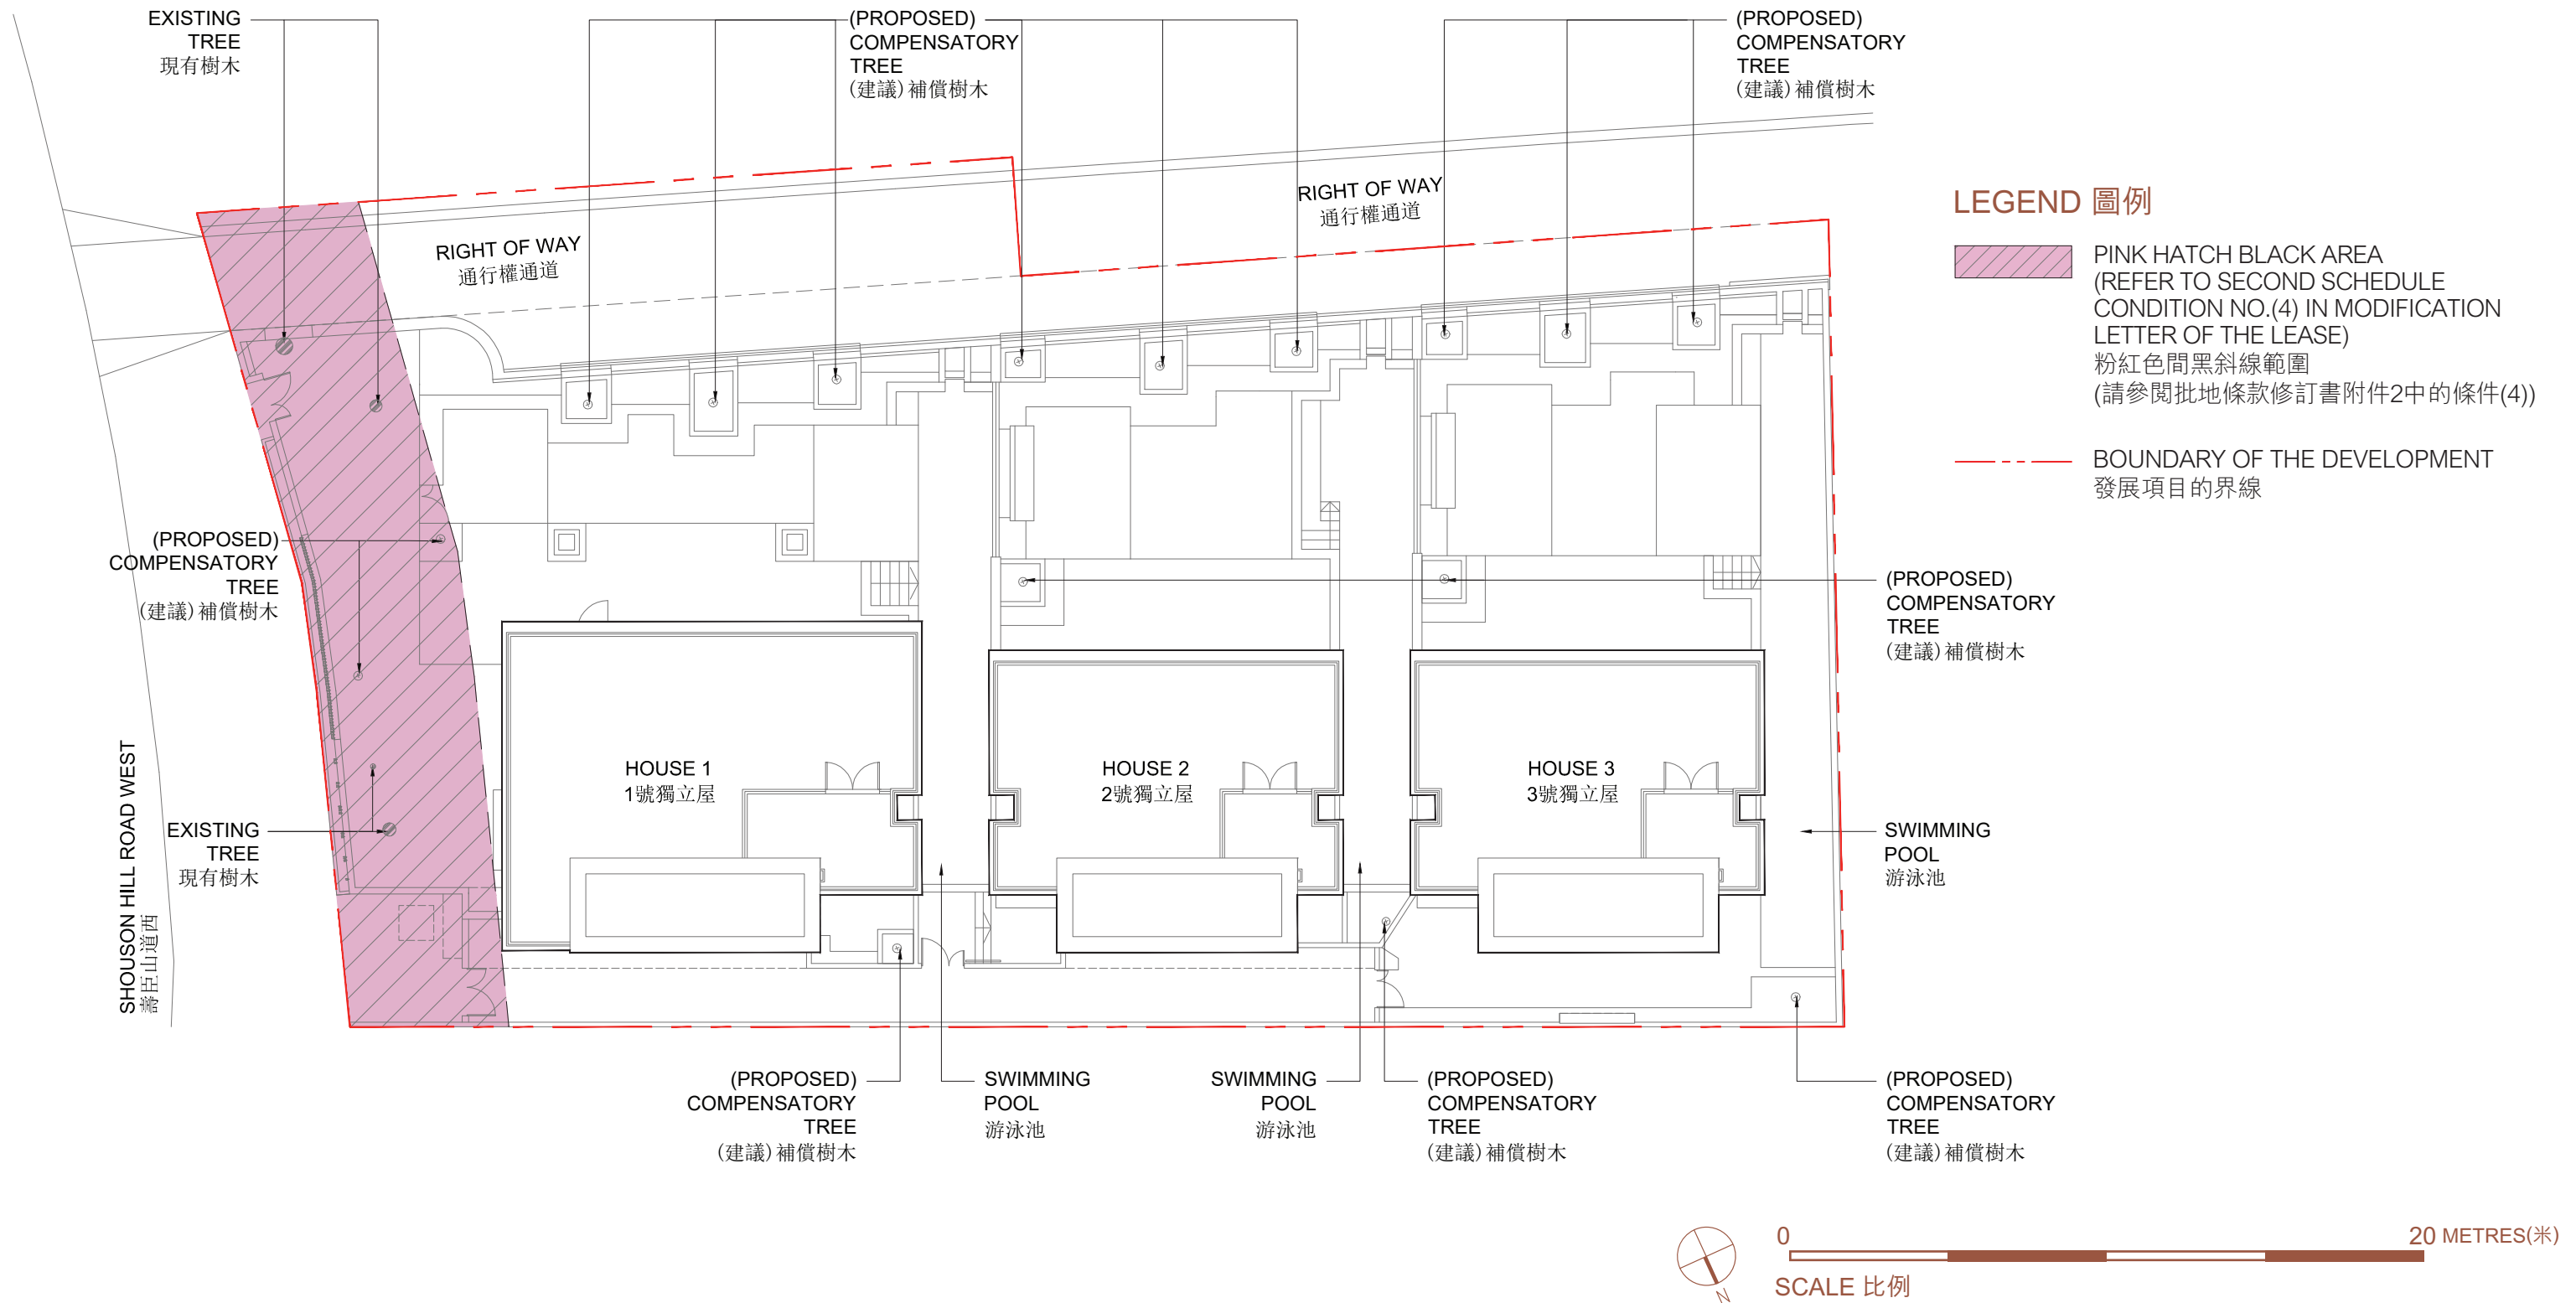 EXISTING
TREE
現有樹木
(PROPOSED)
COMPENSATORY
TREE
(建議)補償樹木
(PROPOSED)
COMPENSATORY
TREE
(建議)補償樹木
RIGHT OF WAY
通行權通道
RIGHT OF WAY
通行權通道
LEGEND 圖例
PINK HATCH BLACK AREA
(REFER TO SECOND SCHEDULE
CONDITION NO.(4) IN MODIFICATION
LETTER OF THE LEASE)
粉紅色間黑斜線範圍
(請參閱批地條款修訂書附件2中的條件(4))
BOUNDARY OF THE DEVELOPMENT
發展項目的界線
(PROPOSED)
COMPENSATORY
TREE
(建議)補償樹木
(PROPOSED)
COMPENSATORY
TREE
(建議)補償樹木
HOUSE 1
1號獨立屋
HOUSE 2
2號獨立屋
HOUSE 3
3號獨立屋
EXISTING
TREE
現有樹木
SHOUSON HILL ROAD WEST
壽臣山道西
SWIMMING
POOL
游泳池
(PROPOSED)
COMPENSATORY
TREE
(建議)補償樹木
SWIMMING
POOL
游泳池
SWIMMING
POOL
游泳池
(PROPOSED)
COMPENSATORY
TREE
(建議)補償樹木
(PROPOSED)
COMPENSATORY
TREE
(建議)補償樹木
N
0 20 METRES(米)
SCALE 比例